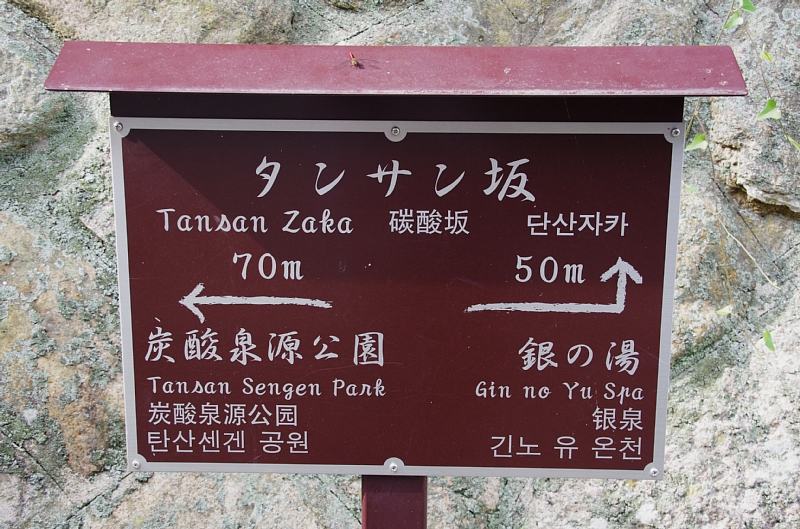 タンサン坂
Tansan Zaka 碳酸坂 단산자카
70m
炭酸泉源公園
Tansan Sengen Park
炭酸泉源公园
탄산센겐 공원
50m
銀の湯
Gin no Yu Spa
银泉
긴노 유 온천